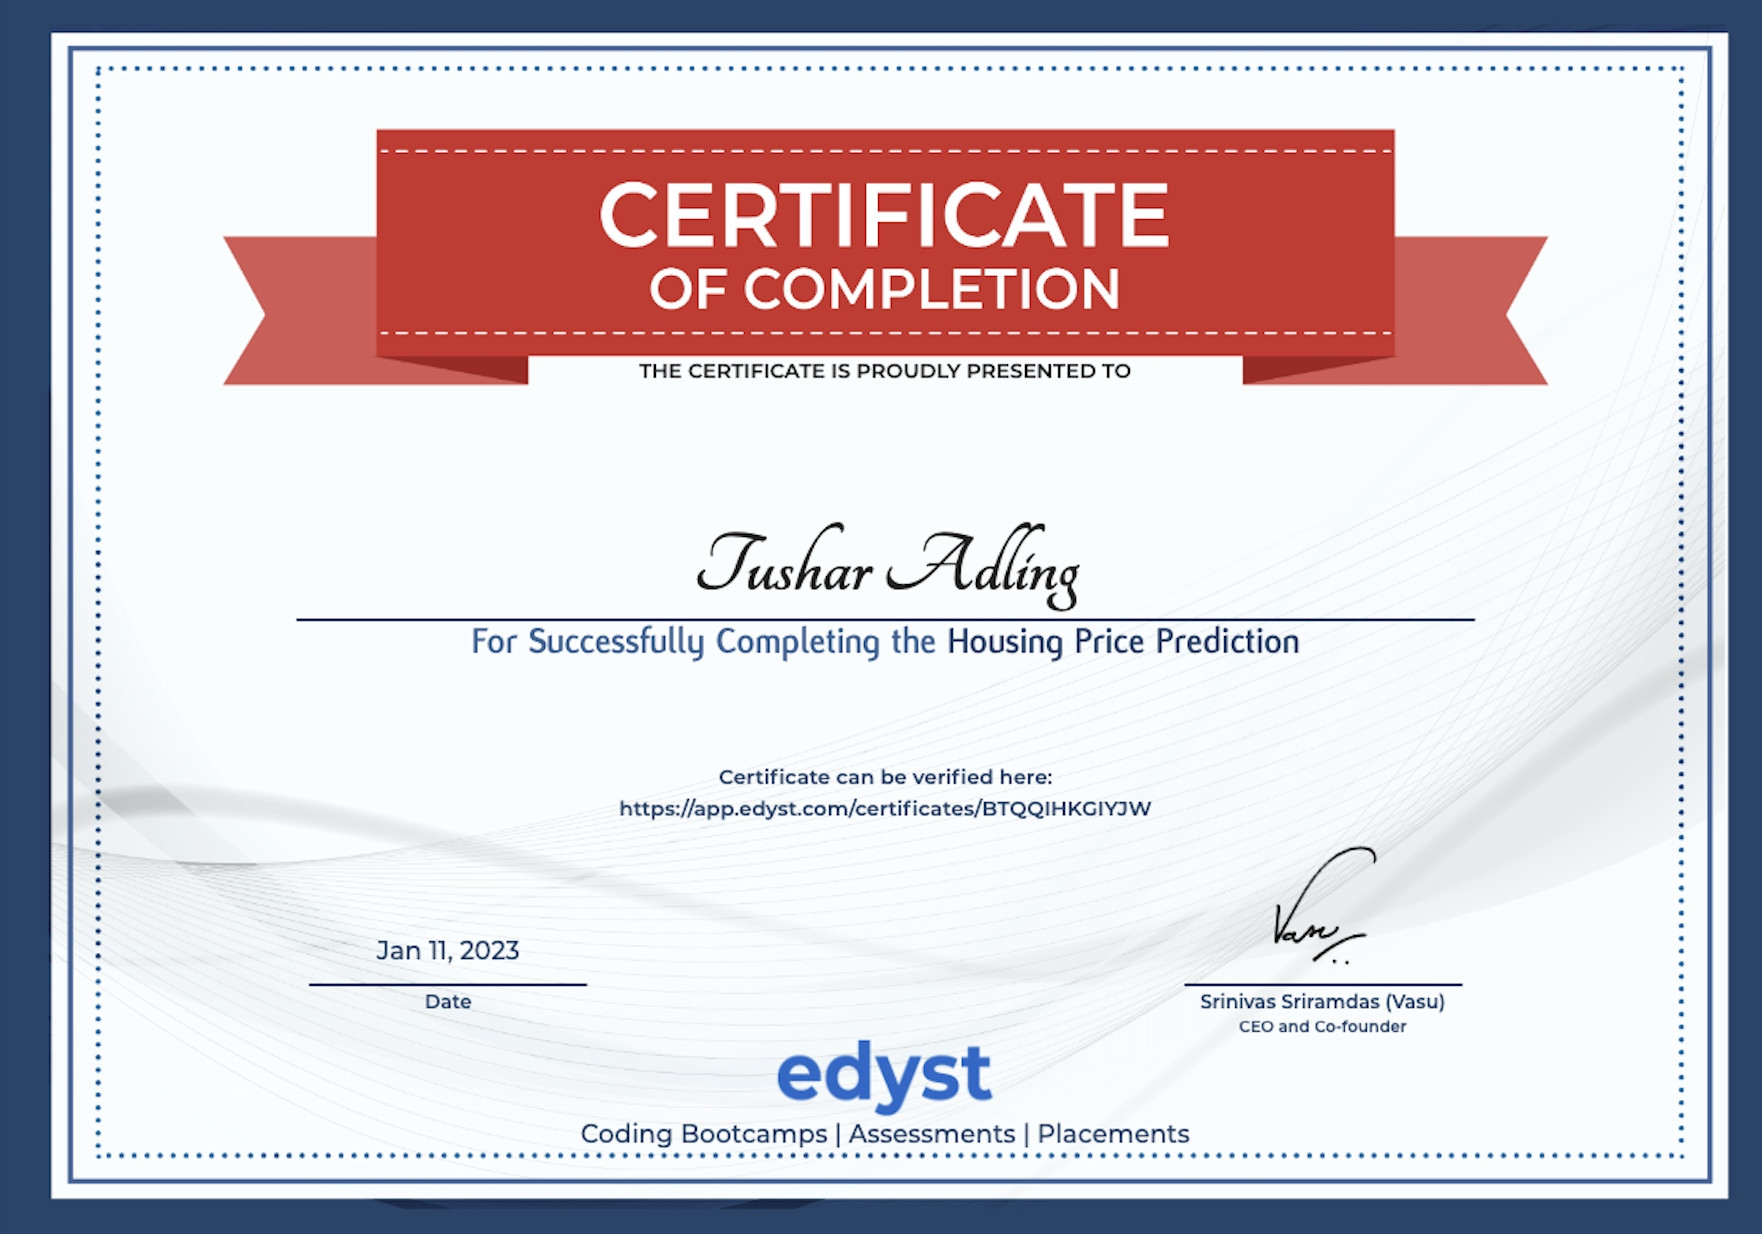 CERTIFICATE
OF COMPLETION
THE CERTIFICATE IS PROUDLY PRESENTED TO
Tushar Adling
For Successfully Completing the Housing Price Prediction
Certificate can be verified here:
https://app.edyst.com/certificates/BTQQIHKGIYJW
Vasu
Jan 11, 2023
Date
Srinivas Sriramdas (Vasu)
CEO and Co-founder
edyst
Coding Bootcamps | Assessments | Placements